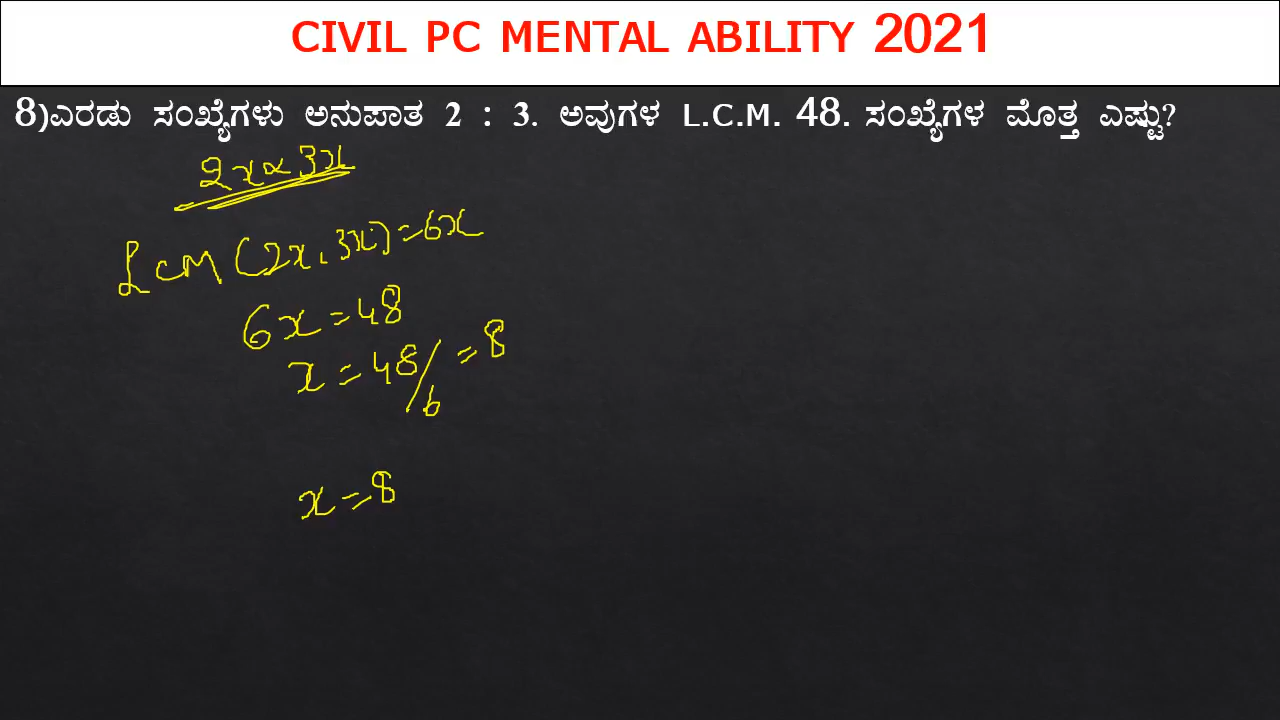 CIVIL PC MENTAL ABILITY 2021
8)ಎರಡು ಸಂಖ್ಯೆಗಳು ಅನುಪಾತ 2 : 3. ಅವುಗಳ L.C.M. 48. ಸಂಖ್ಯೆಗಳ ಮೊತ್ತ ಎಷ್ಟು?
2x ∝ 3x
LCM (2x, 3x) = 6x
6x = 48
x = 48/6 = 8
x = 8